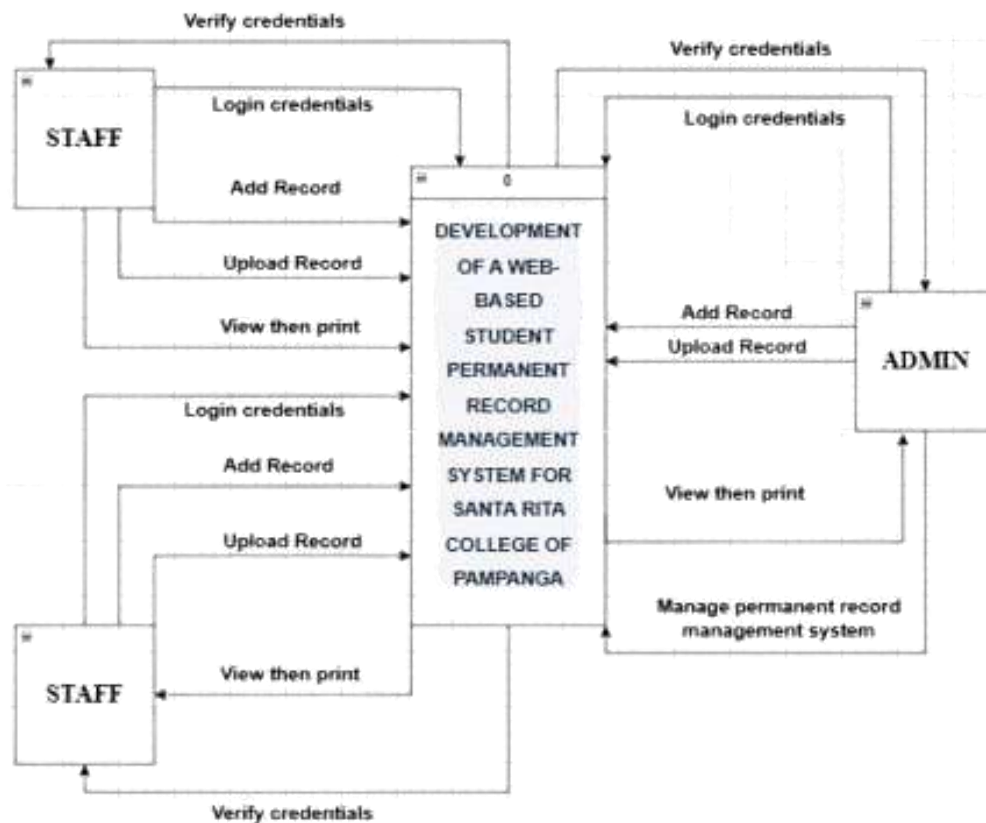 Verify credentials
Verify credentials
Login credentials
Login credentials
STAFF
Add Record
0
DEVELOPMENT
OF A WEB-
BASED
STUDENT
PERMANENT
RECORD
MANAGEMENT
SYSTEM FOR
SANTA RITA
COLLEGE OF
PAMPANGA
Upload Record
View then print
Add Record
Upload Record
ADMIN
Login credentials
Add Record
Upload Record
View then print
Manage permanent record
management system
View then print
STAFF
Verify credentials